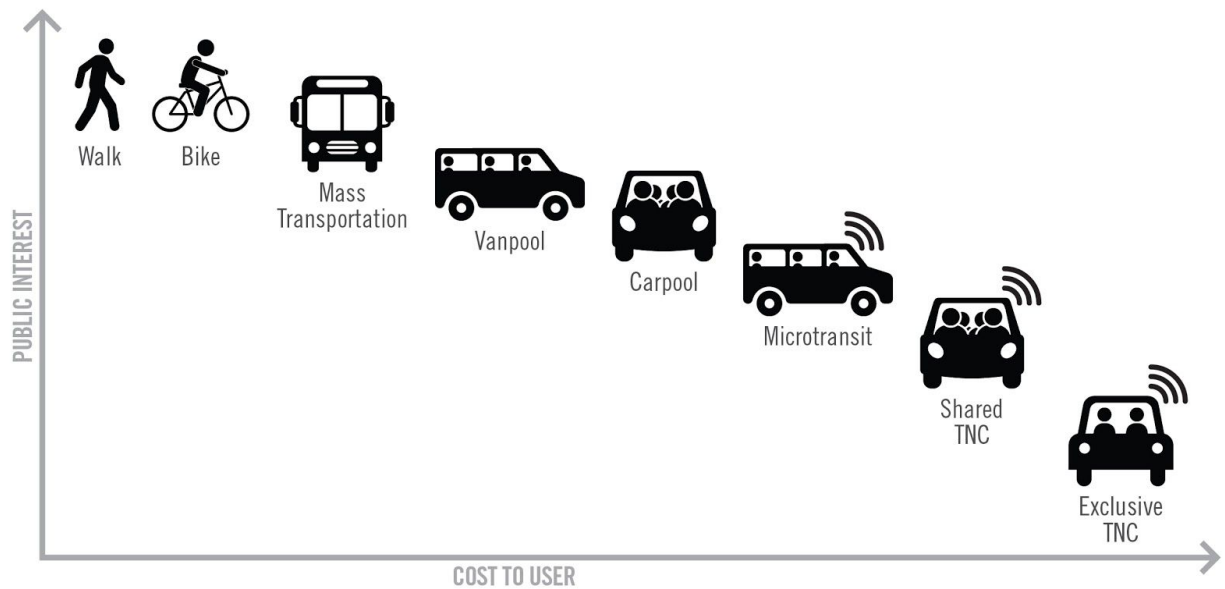 Walk
Bike
Mass
Transportation
Vanpool
Carpool
Microtransit
Shared
TNC
Exclusive
TNC
PUBLIC INTEREST
COST TO USER